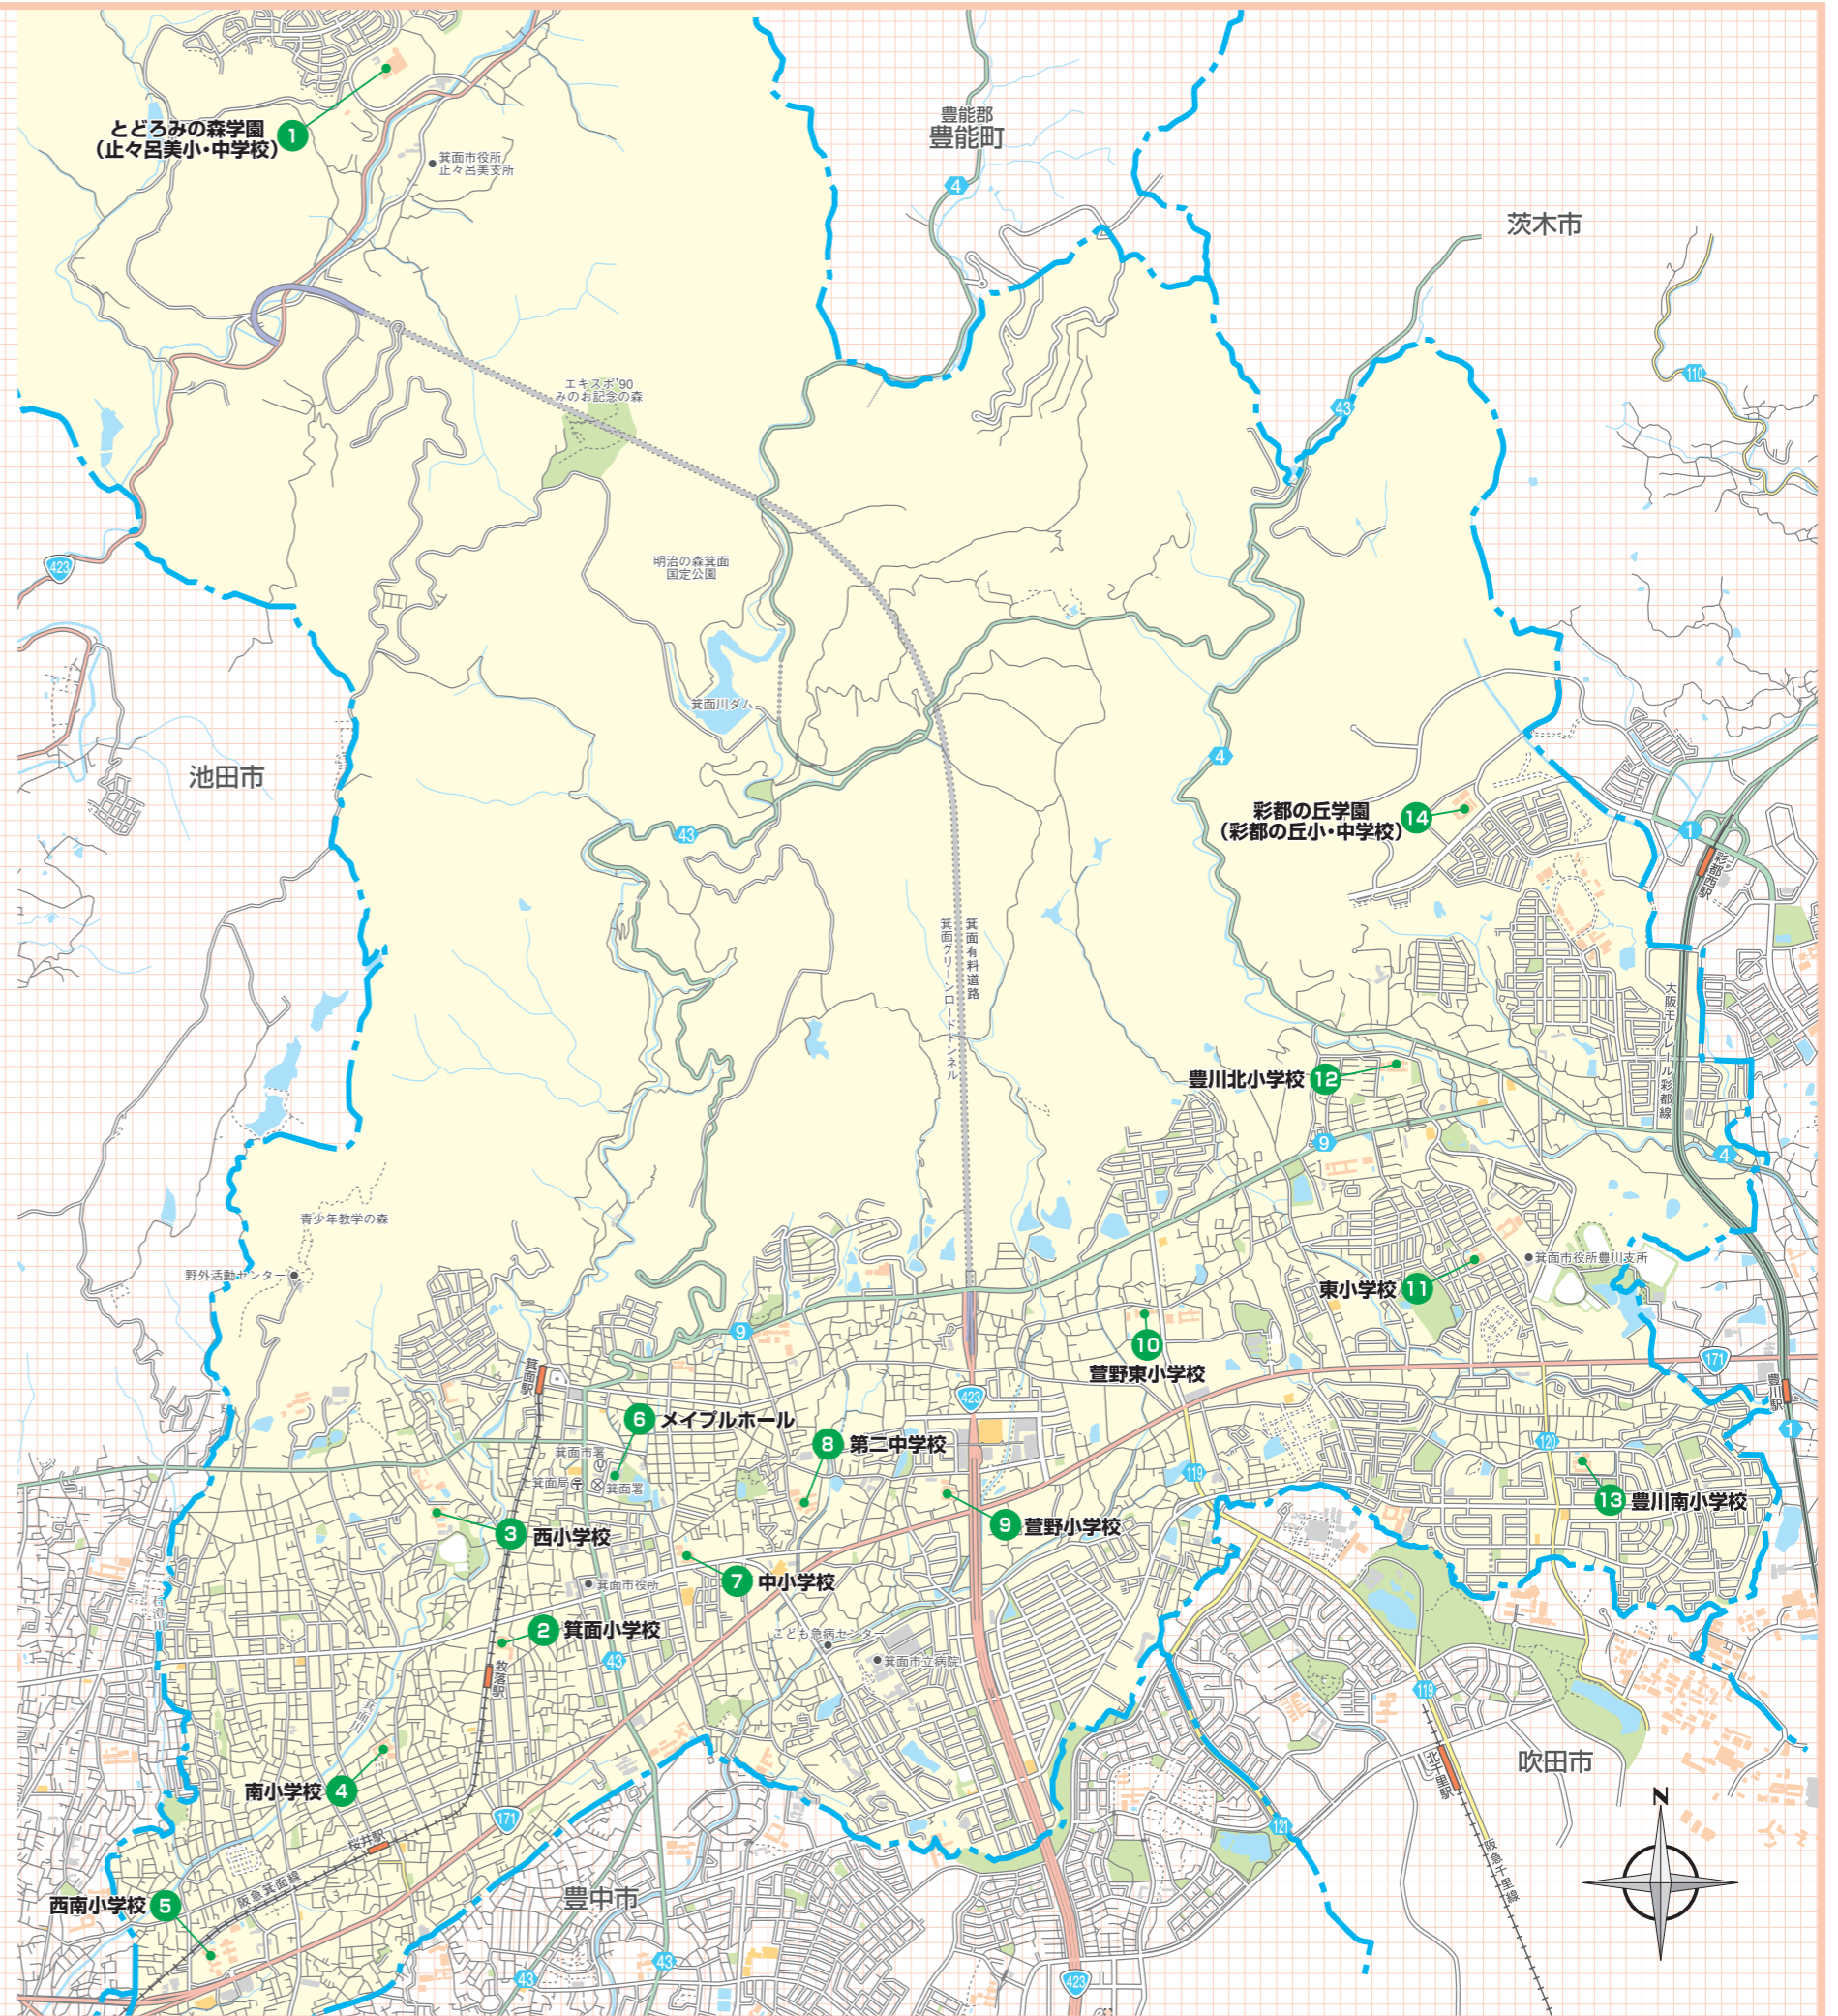 豊能郡
豊能町
とどろみの森学園
(止々呂美小・中学校)
1
箕面市役所
止々呂美支所
4
茨木市
110
43
エキスポ'90
みのお記念の森
423
明治の森箕面
国定公園
箕面川ダム
4
池田市
彩都の丘学園
(彩都の丘小・中学校)
14
1
43
彩都西駅
箕面有料道路
箕面グリーンロードトンネル
大阪モノレール彩都線
豊川北小学校
12
9
4
青少年教学の森
野外活動センター
箕面市役所豊川支所
東小学校
11
9
10
萱野東小学校
171
箕面駅
豊川駅
423
6
メイプルホール
8
第二中学校
1
120
箕面市署
箕面局
箕面署
119
13
豊川南小学校
3
西小学校
9
萱野小学校
7
中小学校
箕面市役所
石澄川
2
箕面小学校
こども急病センター
箕面市立病院
43
牧落駅
119
箕面川
北千里駅
吹田市
南小学校
4
171
N
桜井駅
121
阪急千里線
阪急箕面線
豊中市
西南小学校
5
43
43
423